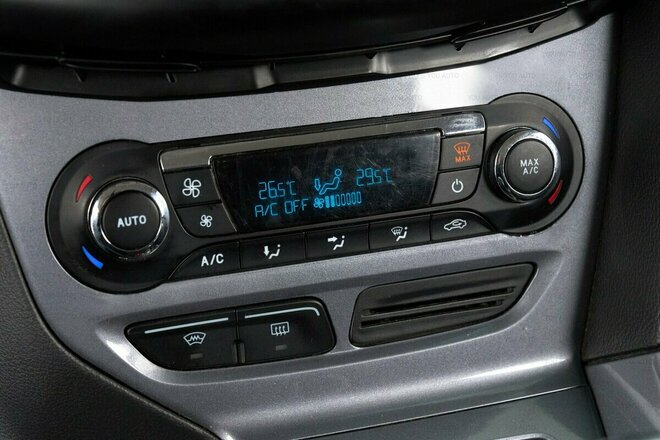 MAX
MAX
A/C
26.5℃
29.5℃
A/C OFF
AUTO
A/C